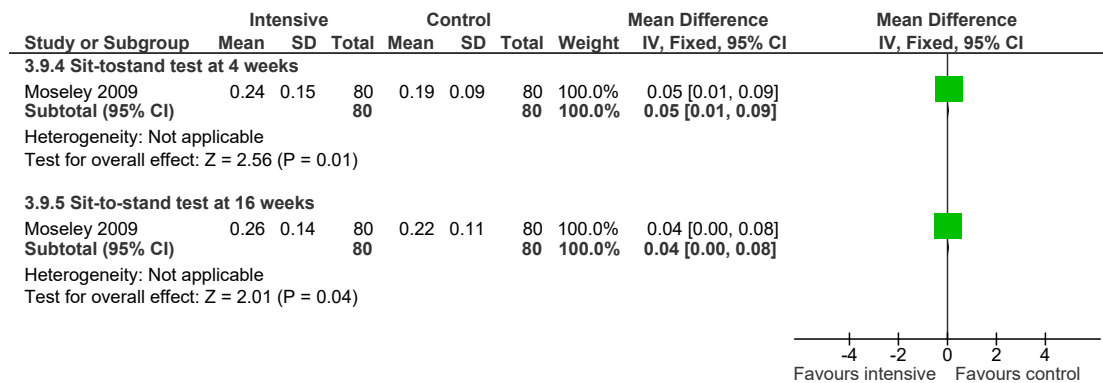 Intensive Control Mean Difference Mean Difference
Study or Subgroup Mean SD Total Mean SD Total Weight IV, Fixed, 95% CI IV, Fixed, 95% CI
3.9.4 Sit-tostand test at 4 weeks
Moseley 2009 0.24 0.15 80 0.19 0.09 80 100.0% 0.05 [0.01, 0.09]
Subtotal (95% CI) 80 80 100.0% 0.05 [0.01, 0.09]
Heterogeneity: Not applicable
Test for overall effect: Z = 2.56 (P = 0.01)
3.9.5 Sit-to-stand test at 16 weeks
Moseley 2009 0.26 0.14 80 0.22 0.11 80 100.0% 0.04 [0.00, 0.08]
Subtotal (95% CI) 80 80 100.0% 0.04 [0.00, 0.08]
Heterogeneity: Not applicable
Test for overall effect: Z = 2.01 (P = 0.04)
-4 -2 0 2 4
Favours intensive Favours control